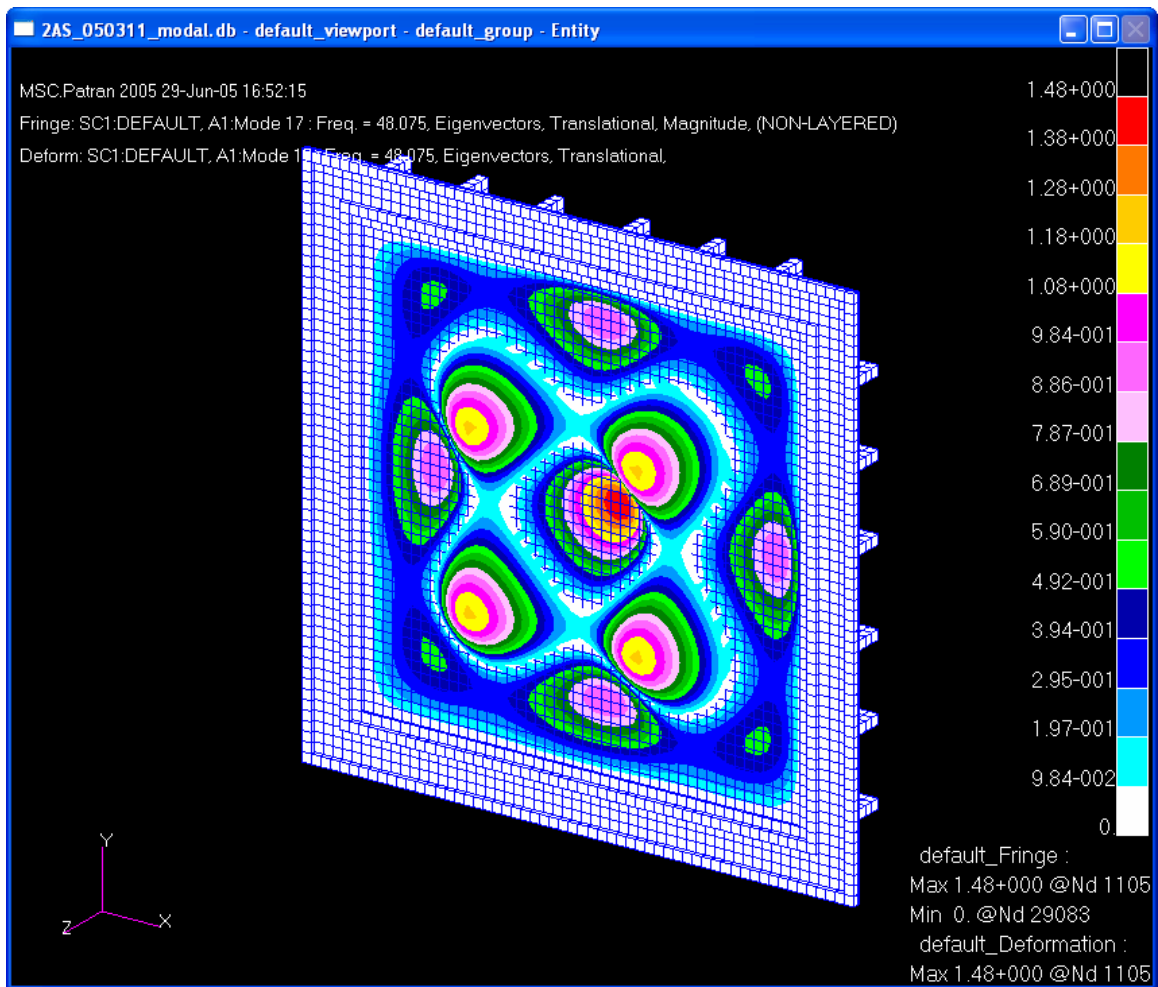 2AS_050311_modal.db - default_viewport - default_group - Entity
MSC.Patran 2005 29-Jun-05 16:52:15
Fringe: SC1:DEFAULT, A1:Mode 17 : Freq. = 48.075, Eigenvectors, Translational, Magnitude, (NON-LAYERED)
Deform: SC1:DEFAULT, A1:Mode 1 Freq. = 48.075, Eigenvectors, Translational,
1.48+000
1.38+000
1.28+000
1.18+000
1.08+000
9.84-001
8.86-001
7.87-001
6.89-001
5.90-001
4.92-001
3.94-001
2.95-001
1.97-001
9.84-002
0.
default_Fringe :
Max 1.48+000 @Nd 1105
Min 0. @Nd 29083
default_Deformation :
Max 1.48+000 @Nd 1105
Y
Z
X